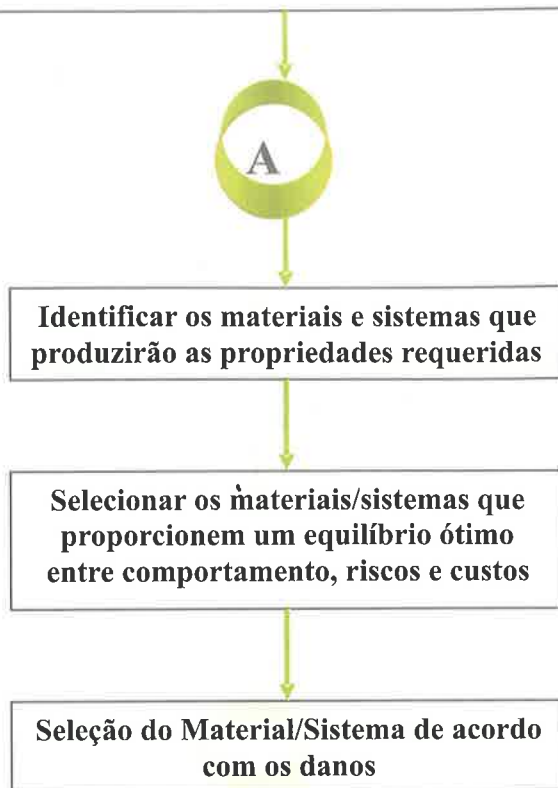 A
Identificar os materiais e sistemas que
produzirão as propriedades requeridas
Selecionar os materiais/sistemas que
proporcionem um equilíbrio ótimo
entre comportamento, riscos e custos
Seleção do Material/Sistema de acordo
com os danos